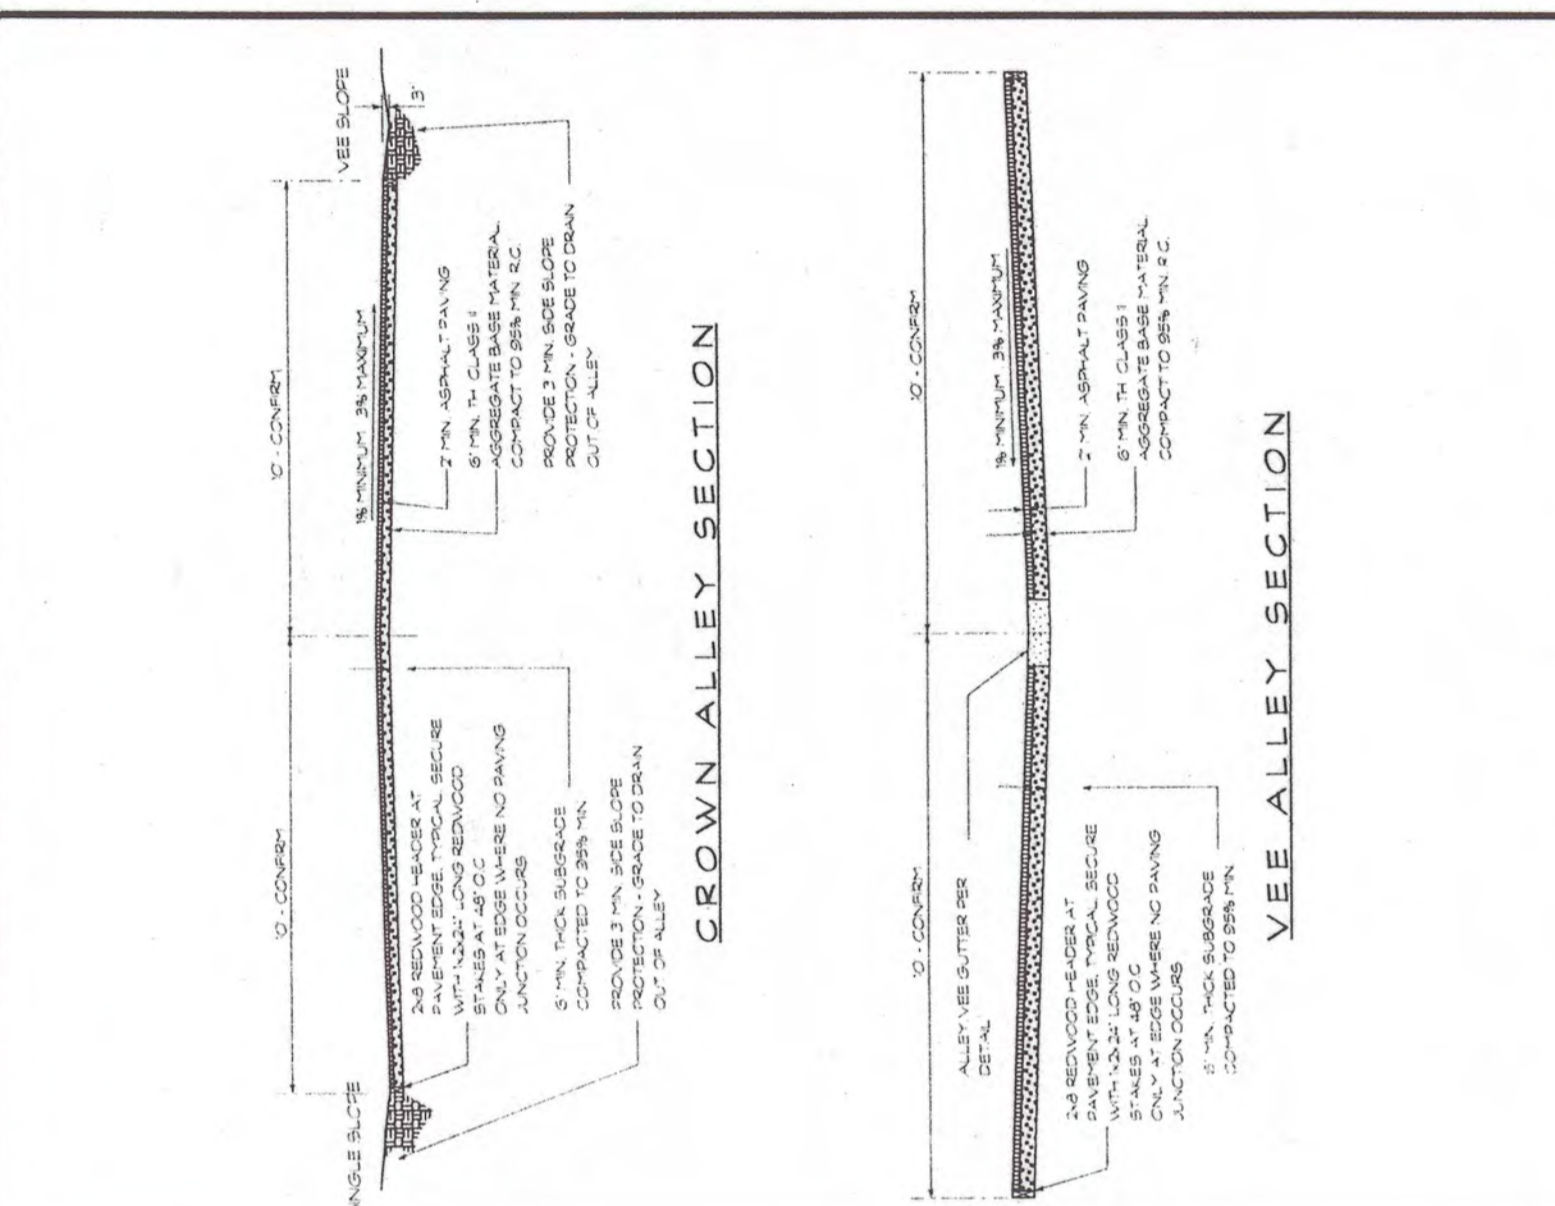 VEE SLOPE
3'
10' - CONFIRM
10' - CONFIRM
1% MINIMUM 3% MAXIMUM
2' MIN. ASPHALT PAVING
6' MIN. TH CLASS II
AGGREGATE BASE MATERIAL.
COMPACT TO 95% MIN R.C.
PROVIDE 3 MIN. SIDE SLOPE
PROTECTION - GRADE TO DRAIN
OUT OF ALLEY
2x8 REDWOOD HEADER AT
PAVEMENT EDGE, TYPICAL. SECURE
WITH 1x2x24' LONG REDWOOD
STAKES AT 48' O.C
ONLY AT EDGE WHERE NO PAVING
JUNCTION OCCURS
MIN. THICK SUBGRADE
COMPACTED TO 95% MIN
PROVIDE 3' MIN. SIDE SLOPE
PROTECTION - GRADE TO DRAIN
OUT OF ALLEY
SLOPE
CROWN ALLEY SECTION
10' - CONFIRM
10' - CONFIRM
1% MINIMUM 3% MAXIMUM
2' MIN. ASPHALT PAVING
6' MIN. TH CLASS
AGGREGATE BASE MATERIAL.
COMPACT TO 95% MIN. R.C.
ALLEY VEE GUTTER PER
DETAIL
2x8 REDWOOD HEADER AT
PAVEMENT EDGE, TYPICAL SECURE
WITH 1x2x24' LONG REDWOOD
STAKES AT 48' O.C
ONLY AT EDGE WHERE NO PAVING
JUNCTION OCCURS
MIN. THICK SUBGRADE
COMPACTED TO 95% MIN
VEE ALLEY SECTION